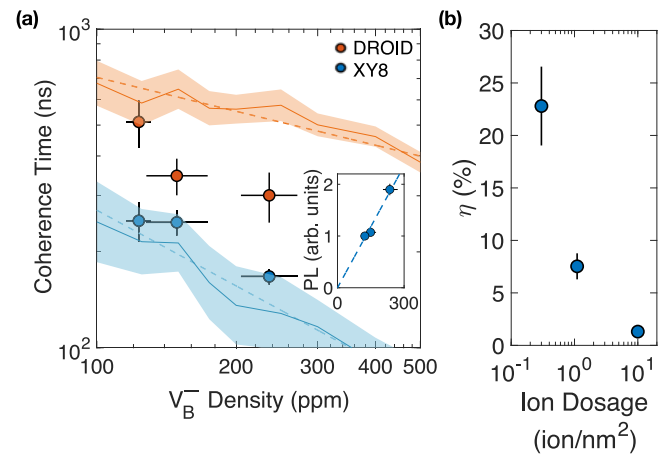 (a)
10³
DROID
XY8
Coherence Time (ns)
10²
100
200
300
400
500
V_B^- Density (ppm)
PL (arb. units)
2
1
0
0
300
(b)
30
25
20
15
10
5
0
η (%)
10⁻¹
10⁰
10¹
Ion Dosage
(ion/nm²)